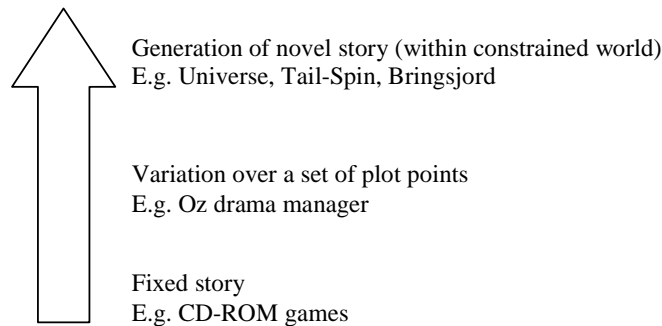 Generation of novel story (within constrained world)
E.g. Universe, Tail-Spin, Bringsjord
Variation over a set of plot points
E.g. Oz drama manager
Fixed story
E.g. CD-ROM games